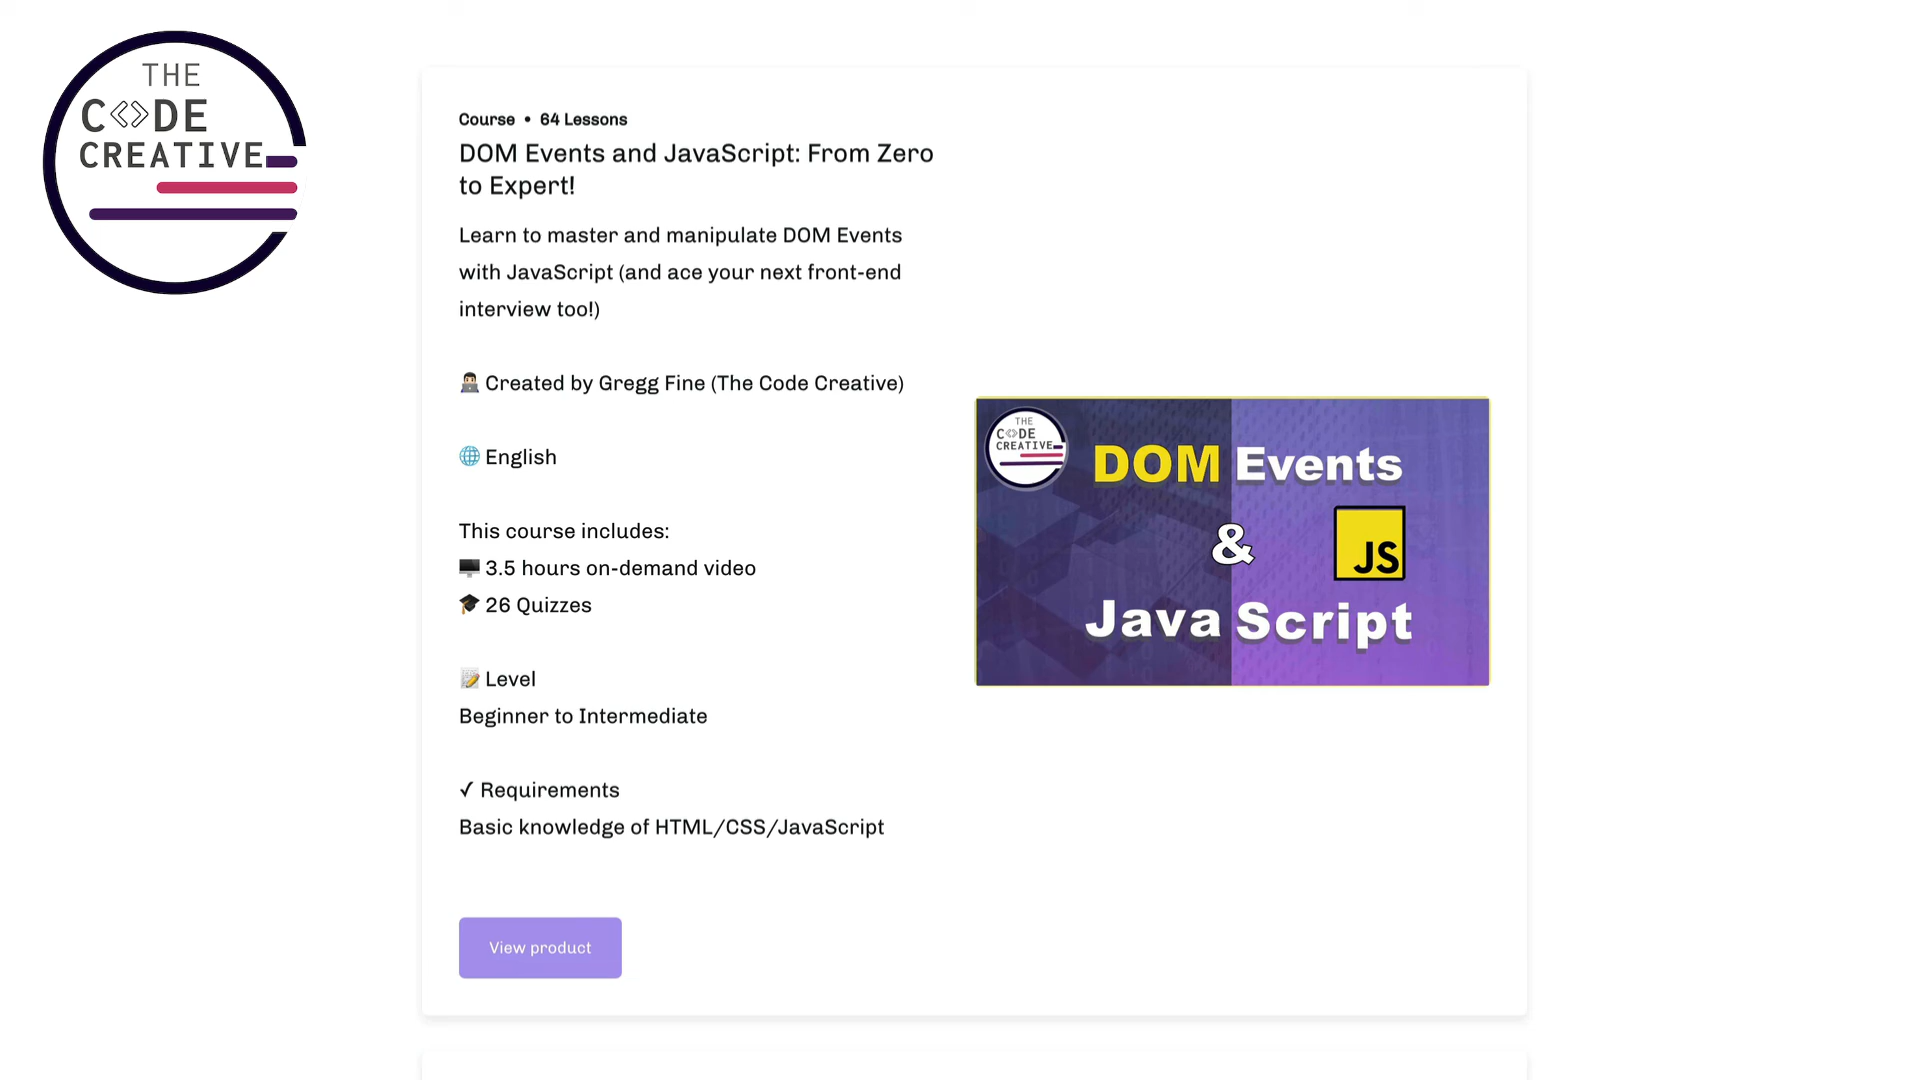 THE
C<>DE
CREATIVE
Course • 64 Lessons
DOM Events and JavaScript: From Zero
to Expert!
Learn to master and manipulate DOM Events
with JavaScript (and ace your next front-end
interview too!)
Created by Gregg Fine (The Code Creative)
English
This course includes:
3.5 hours on-demand video
26 Quizzes
Level
Beginner to Intermediate
✓ Requirements
Basic knowledge of HTML/CSS/JavaScript
View product
THE
C<>DE
CREATIVE
DOM Events
&
JS
Java Script